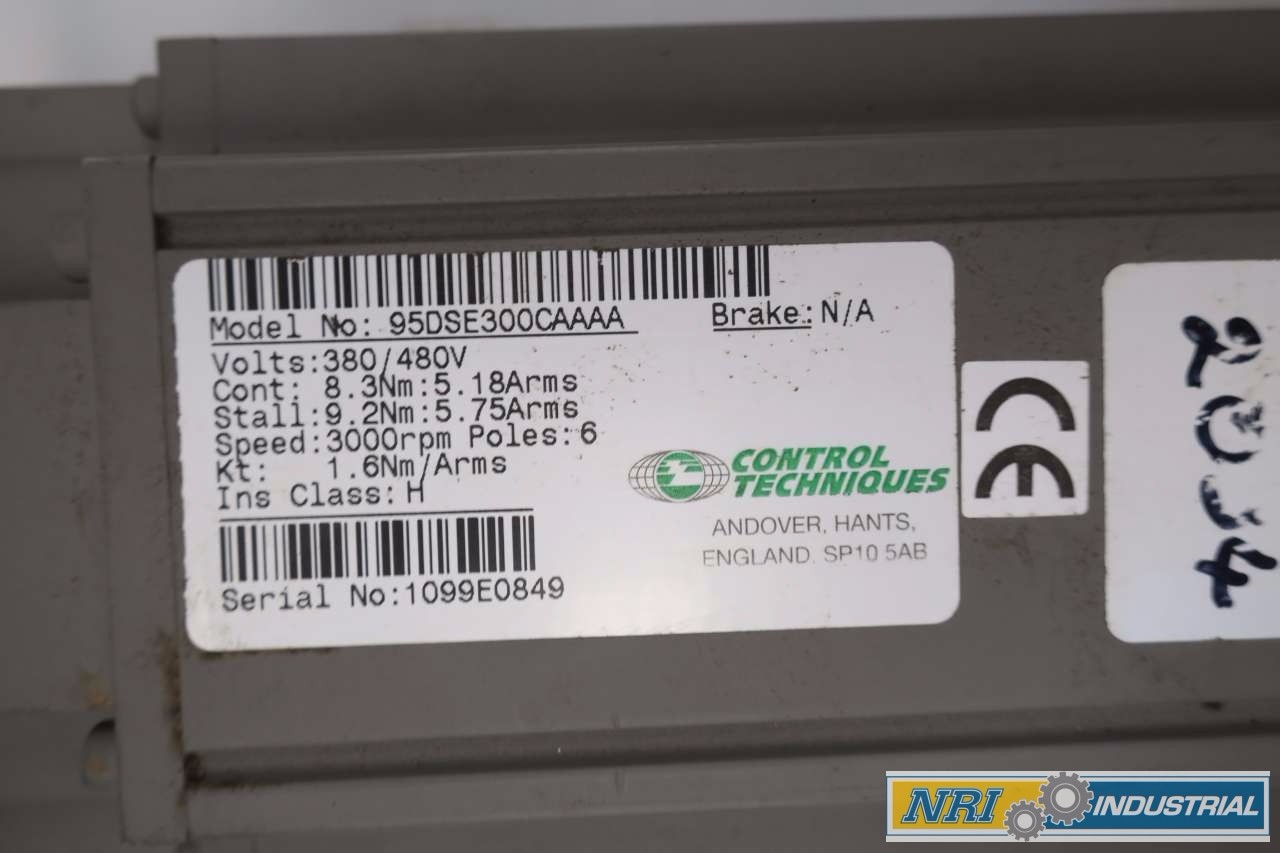 Model No: 95DSE300CAAAA Brake: N/A
Volts:380/480V
Cont: 8.3Nm:5.18Arms
Stall:9.2Nm:5.75Arms
Speed:3000rpm Poles:6
Kt: 1.6Nm/Arms
Ins Class:H
Serial No:1099E0849
CONTROL
TECHNIQUES
ANDOVER, HANTS,
ENGLAND. SP10 5AB
CE
NRI INDUSTRIAL